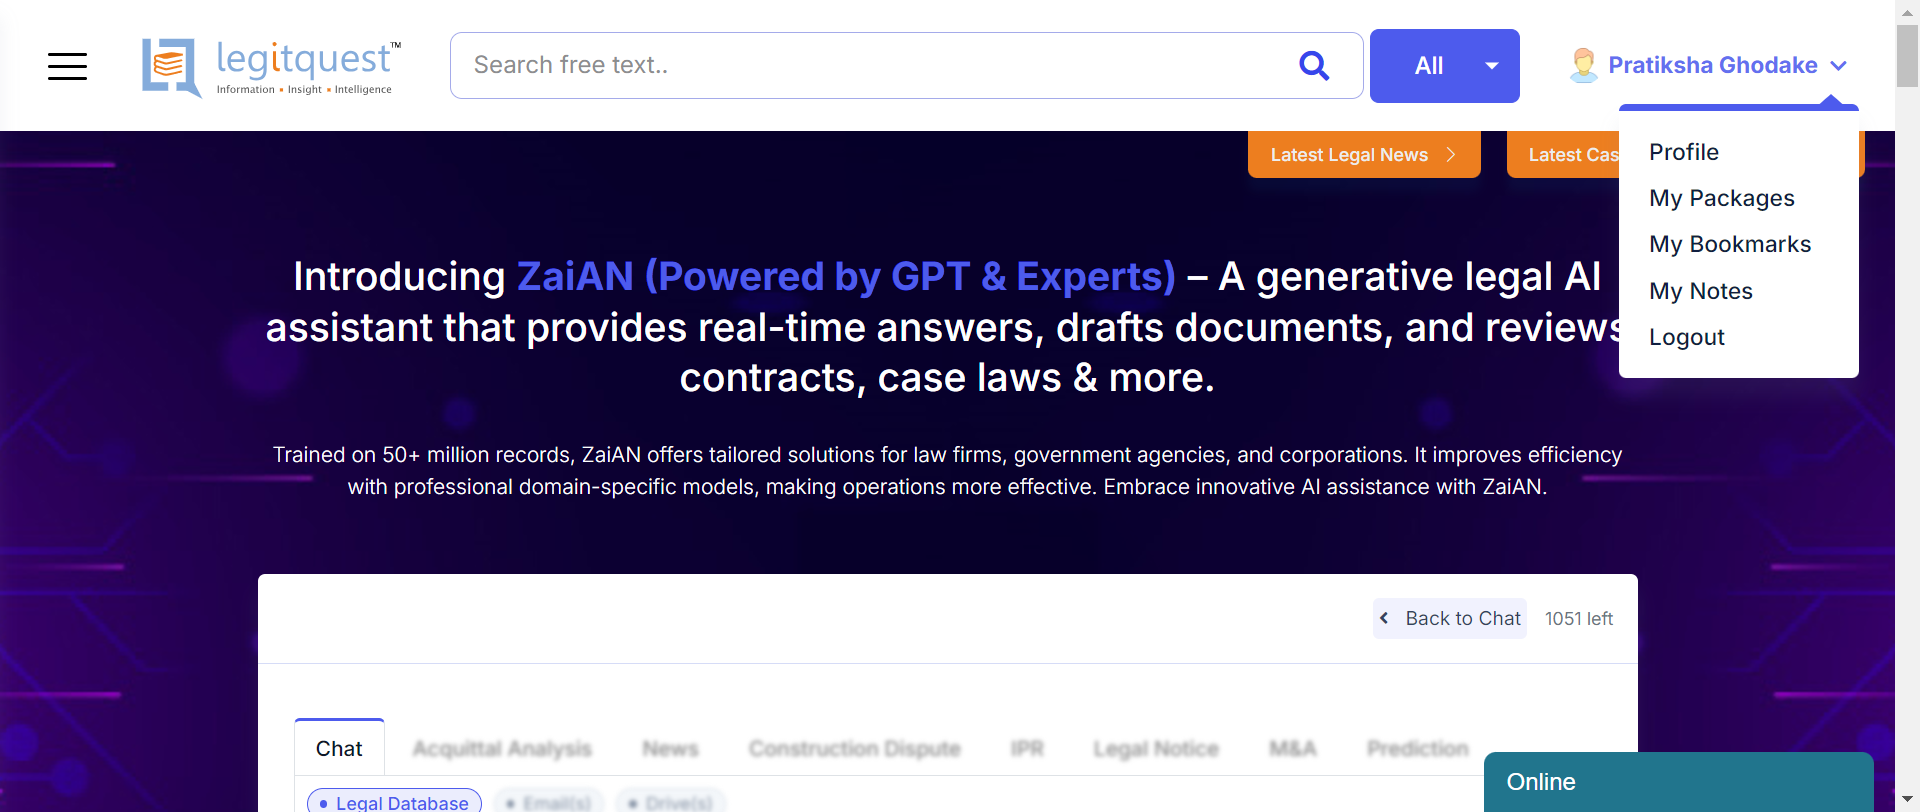 legitquest™
Information • Insight • Intelligence
Search free text..
All
Pratiksha Ghodake
Latest Legal News
Latest Cas
Profile
My Packages
My Bookmarks
My Notes
Logout
Introducing ZaiAN (Powered by GPT & Experts) – A generative legal AI
assistant that provides real-time answers, drafts documents, and reviews
contracts, case laws & more.
Trained on 50+ million records, ZaiAN offers tailored solutions for law firms, government agencies, and corporations. It improves efficiency
with professional domain-specific models, making operations more effective. Embrace innovative AI assistance with ZaiAN.
Back to Chat
1051 left
Chat
Acquittal Analysis
News
Construction Dispute
IPR
Legal Notice
M&A
Prediction
Legal Database
Email(s)
Drive(s)
Online